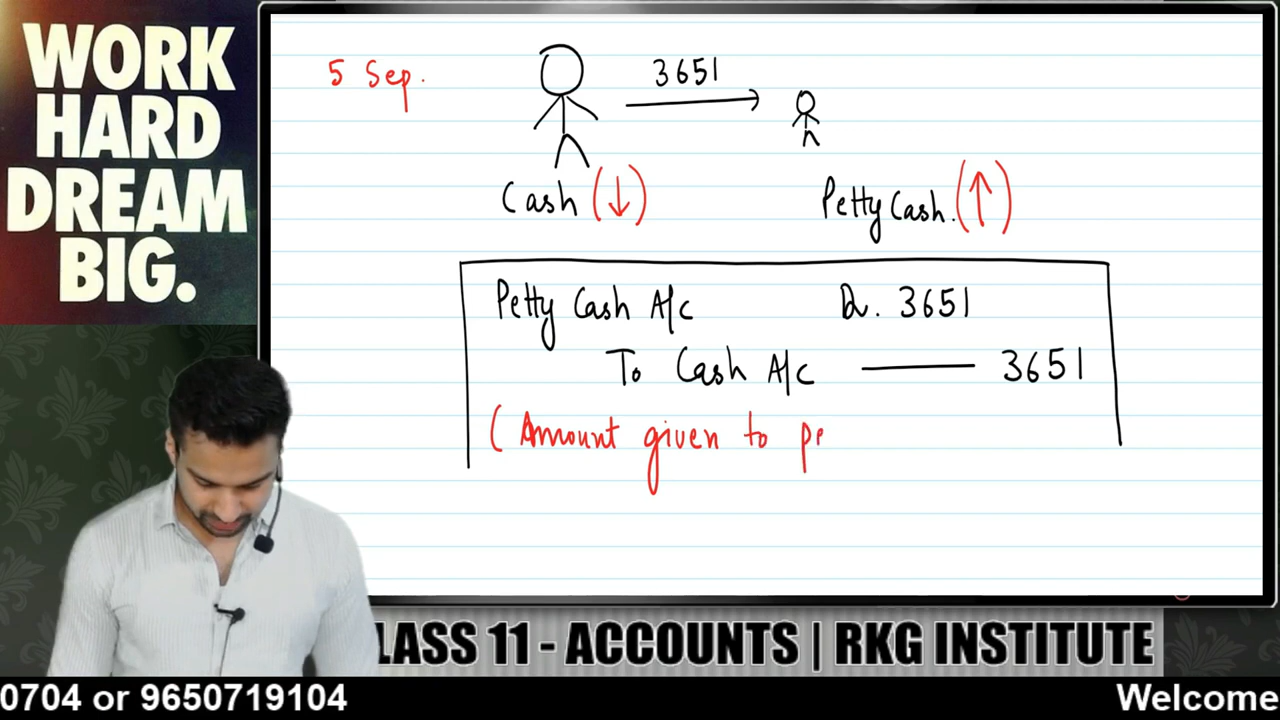 WORK
HARD
DREAM
BIG.
5 Sep.
3651
Cash (↓)
Petty Cash. (↑)
Petty Cash A/c Dr. 3651
To Cash A/c 3651
( Amount given to pe
LASS 11 - ACCOUNTS | RKG INSTITUTE
0704 or 9650719104
Welcome